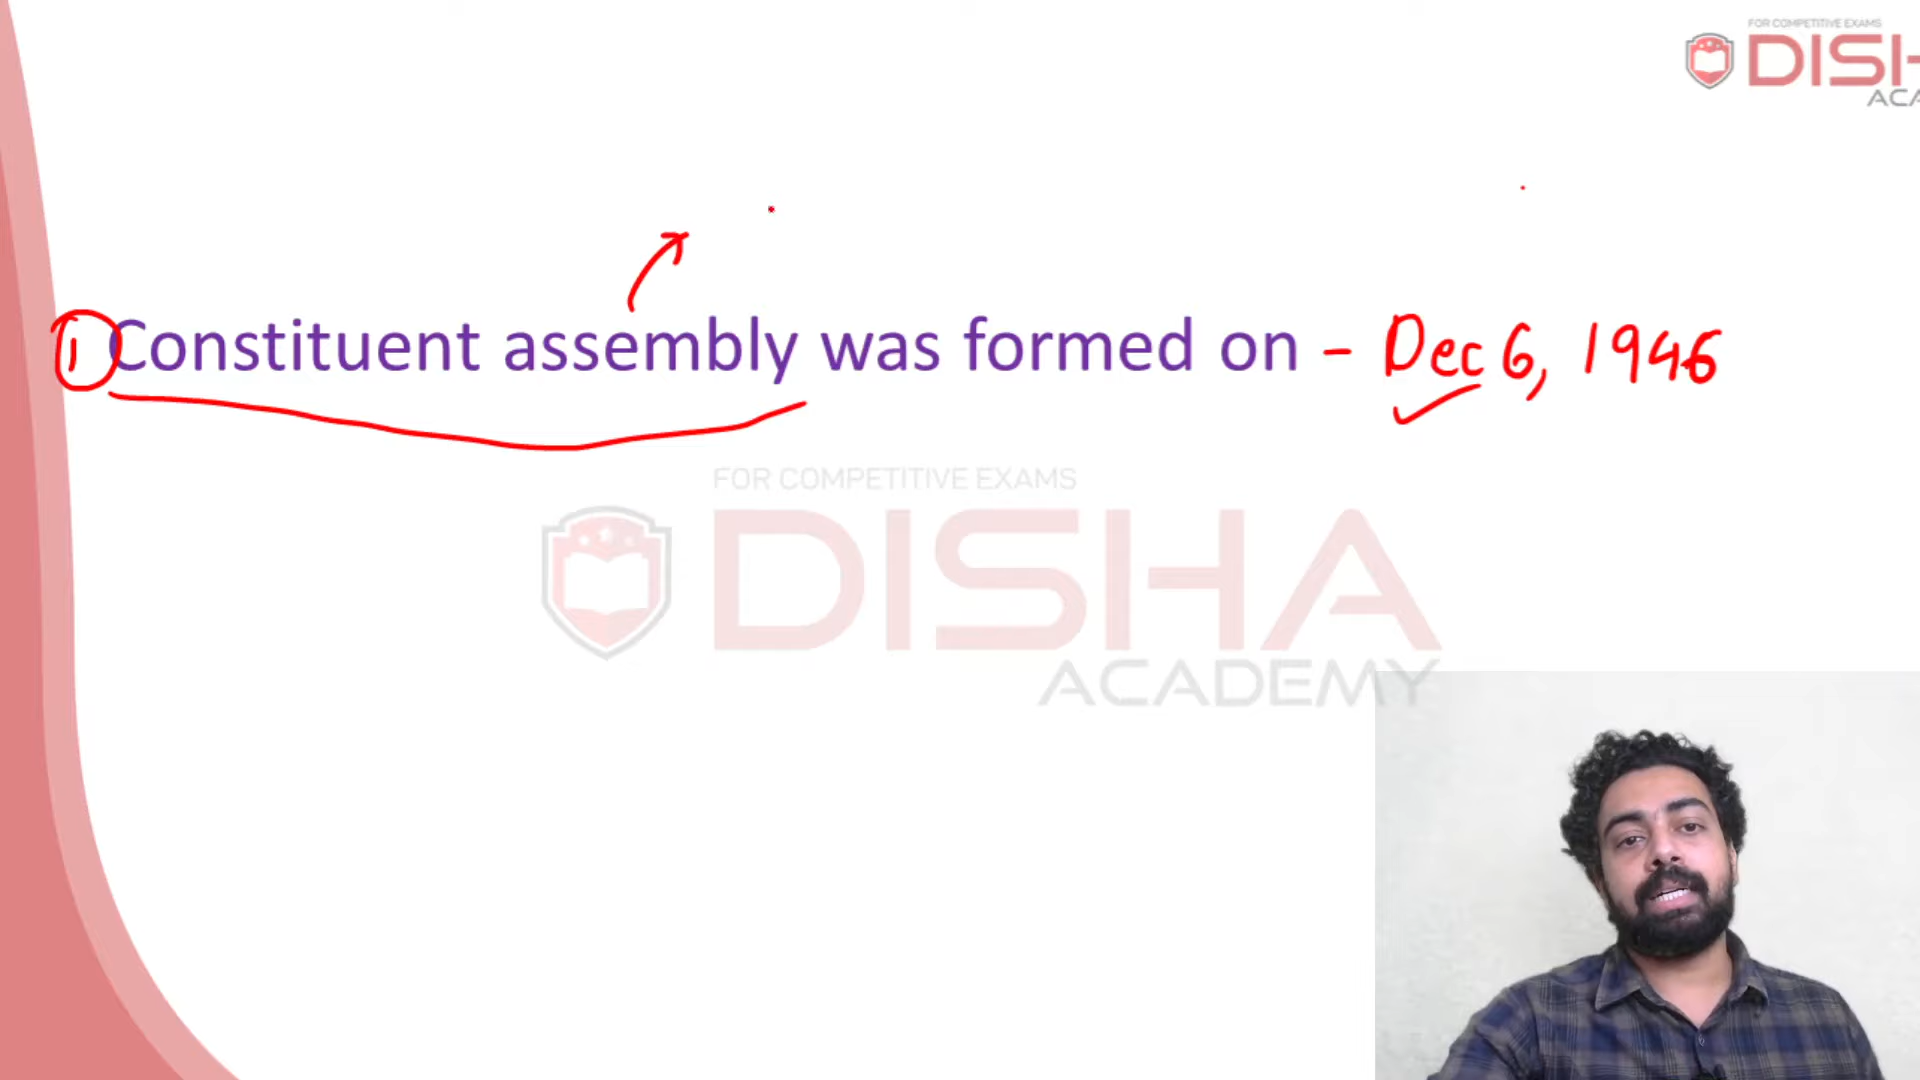 FOR COMPETITIVE EXAMS
DISH
ACA
① Constituent assembly was formed on - Dec 6, 1946
FOR COMPETITIVE EXAMS
DISHA
ACADEMY